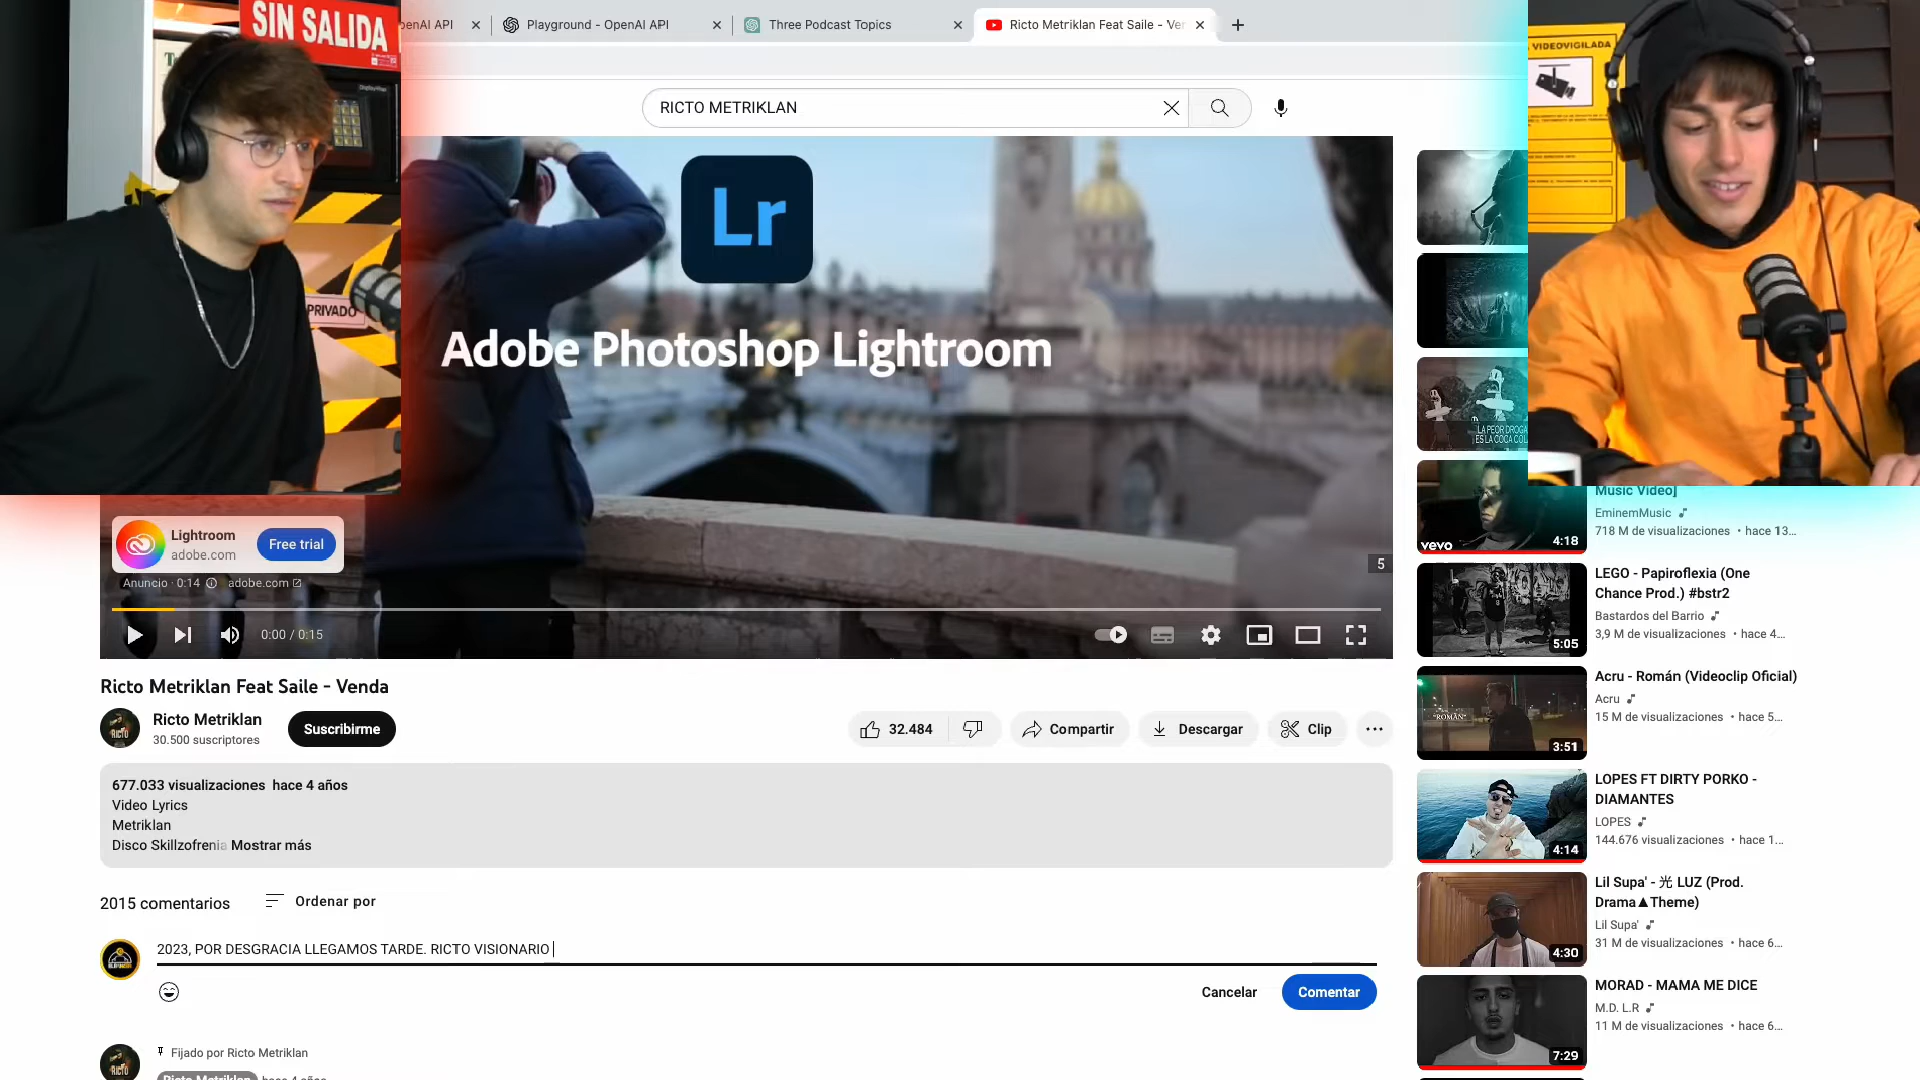 OpenAI API
Playground - OpenAI API
Three Podcast Topics
Ricto Metriklan Feat Saile - Ver
SIN SALIDA
VIDEOVIGILADA
RICTO METRIKLAN
Lr
Adobe Photoshop Lightroom
PRIVADO
LA PEOR DROGA
ES LA COCA COL
Lightroom
adobe.com
Free trial
Anuncio · 0:14
adobe.com
5
0:00 / 0:15
Music Video]
EminemMusic
718 M de visualizaciones • hace 13...
vevo
4:18
LEGO - Papiroflexia (One
Chance Prod.) #bstr2
Bastardos del Barrio
3,9 M de visualizaciones • hace 4...
5:05
Ricto Metriklan Feat Saile - Venda
Ricto Metriklan
30.500 suscriptores
Suscribirme
32.484
Compartir
Descargar
Clip
Acru - Román (Videoclip Oficial)
Acru
15 M de visualizaciones • hace 5...
"ROMÁN"
3:51
677.033 visualizaciones hace 4 años
Video Lyrics
Metriklan
Disco Skillzofrenia Mostrar más
LOPES FT DIRTY PORKO -
DIAMANTES
LOPES
144.676 visualizaciones • hace 1...
4:14
2015 comentarios
Ordenar por
Lil Supa' - 光 LUZ (Prod.
Drama▲Theme)
Lil Supa'
31 M de visualizaciones • hace 6...
4:30
2023, POR DESGRACIA LLEGAMOS TARDE. RICTO VISIONARIO
Cancelar
Comentar
MORAD - MAMA ME DICE
M.D. L.R
11 M de visualizaciones • hace 6...
7:29
Fijado por Ricto Metriklan
Ricto Metriklan hace 4 años